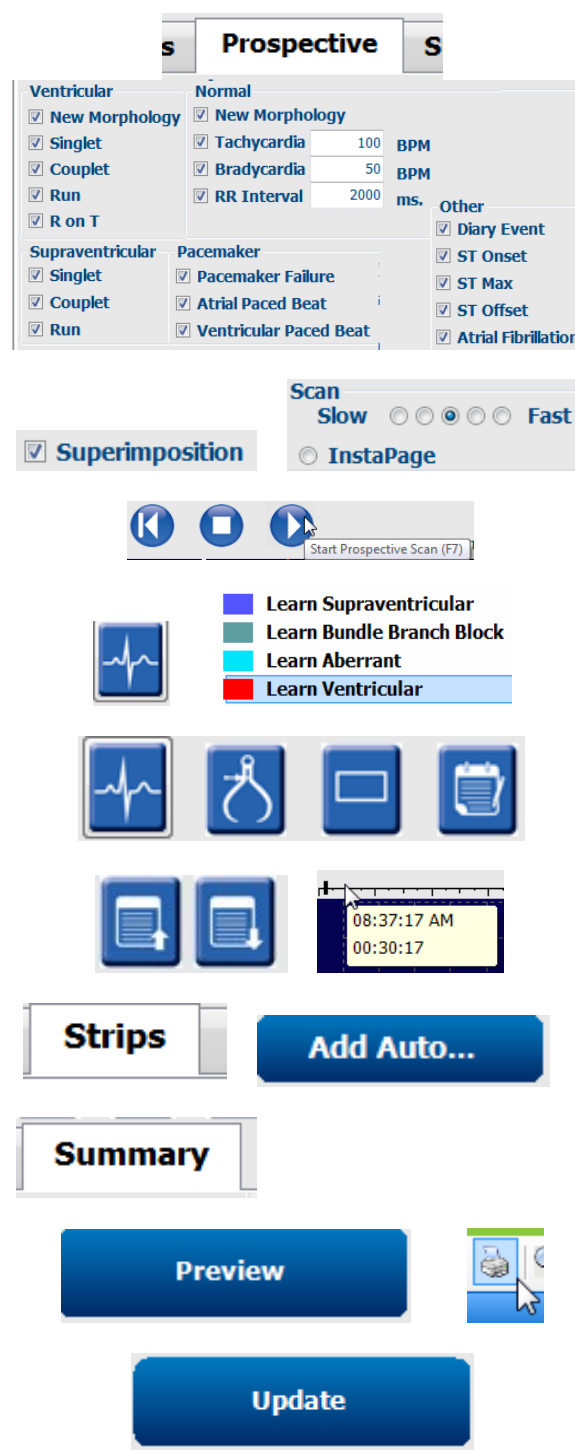 s Prospective S
Ventricular
New Morphology
Singlet
Couplet
Run
R on T
Normal
New Morphology
Tachycardia 100 BPM
Bradycardia 50 BPM
RR Interval 2000 ms.
Other
Diary Event
ST Onset
ST Max
ST Offset
Atrial Fibrillation
Supraventricular
Singlet
Couplet
Run
Pacemaker
Pacemaker Failure
Atrial Paced Beat
Ventricular Paced Beat
Superimposition
Scan
Slow Fast
InstaPage
Start Prospective Scan (F7)
Learn Supraventricular
Learn Bundle Branch Block
Learn Aberrant
Learn Ventricular
08:37:17 AM
00:30:17
Strips
Add Auto...
Summary
Preview
Update